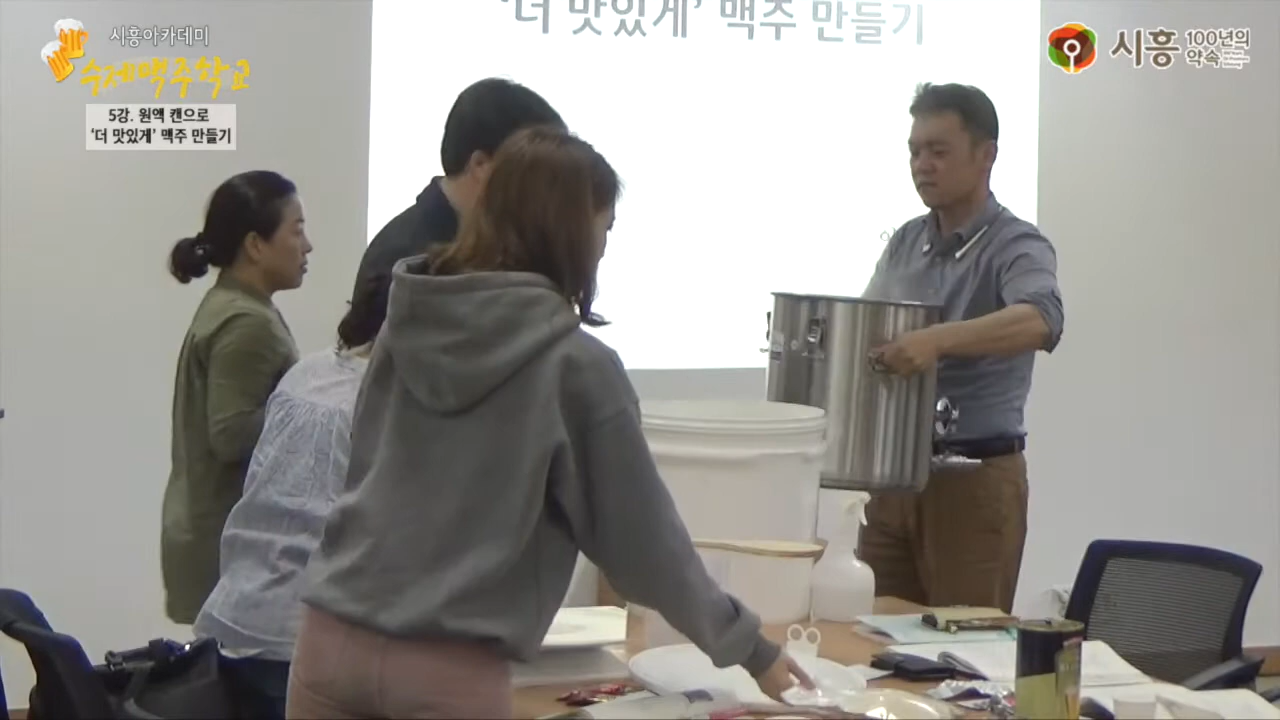 '더 맛있게' 맥주 만들기
시흥아카데미
수제맥주학교
5강. 원액 캔으로
'더 맛있게' 맥주 만들기
시흥
100년의
약속